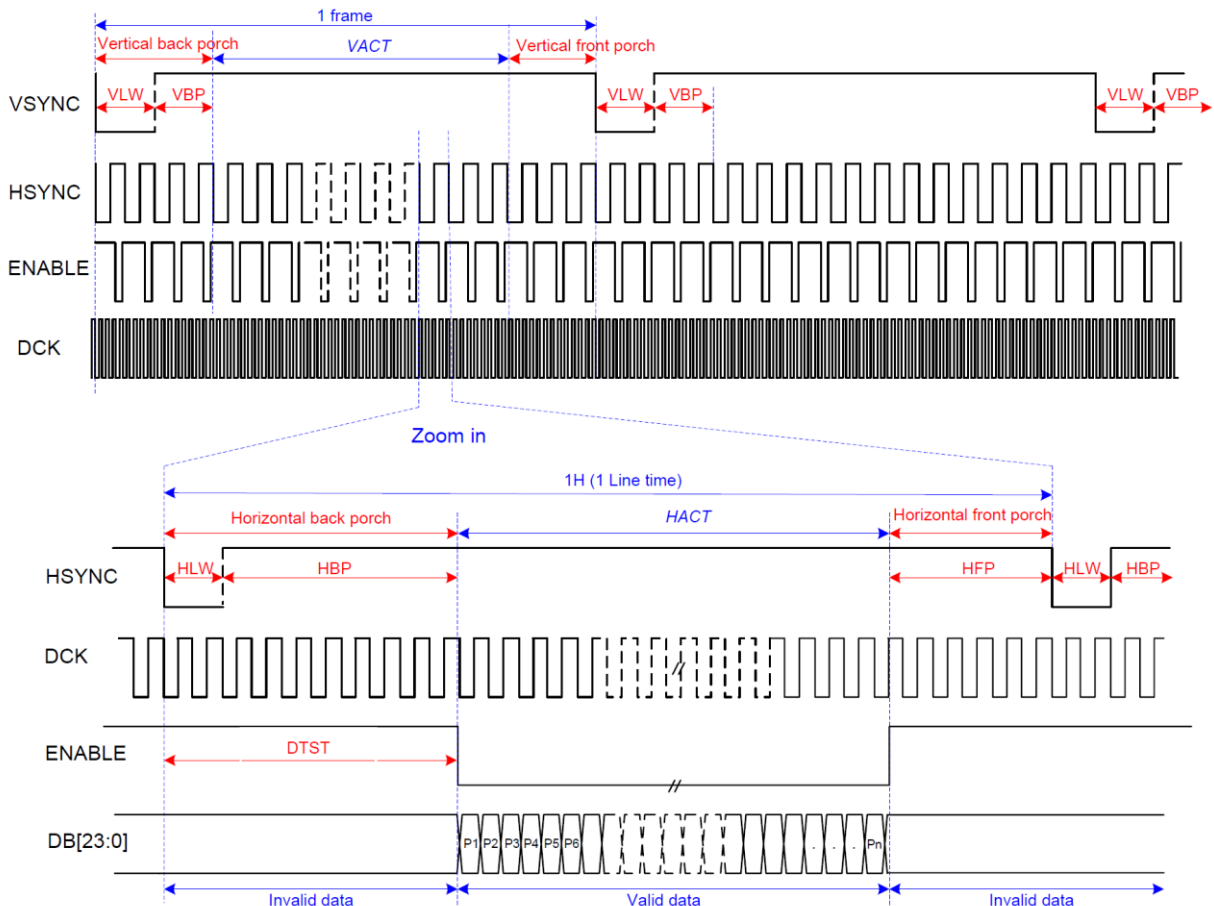 1 frame
Vertical back porch VACT Vertical front porch
VSYNC VLW VBP VLW VBP VLW VBP
HSYNC
ENABLE
DCK
Zoom in
1H (1 Line time)
Horizontal back porch HACT Horizontal front porch
HSYNC HLW HBP HFP HLW HBP
DCK //
ENABLE DTST //
DB[23:0] P1 P2 P3 P4 P5 P6 . . . Pn
Invalid data Valid data Invalid data